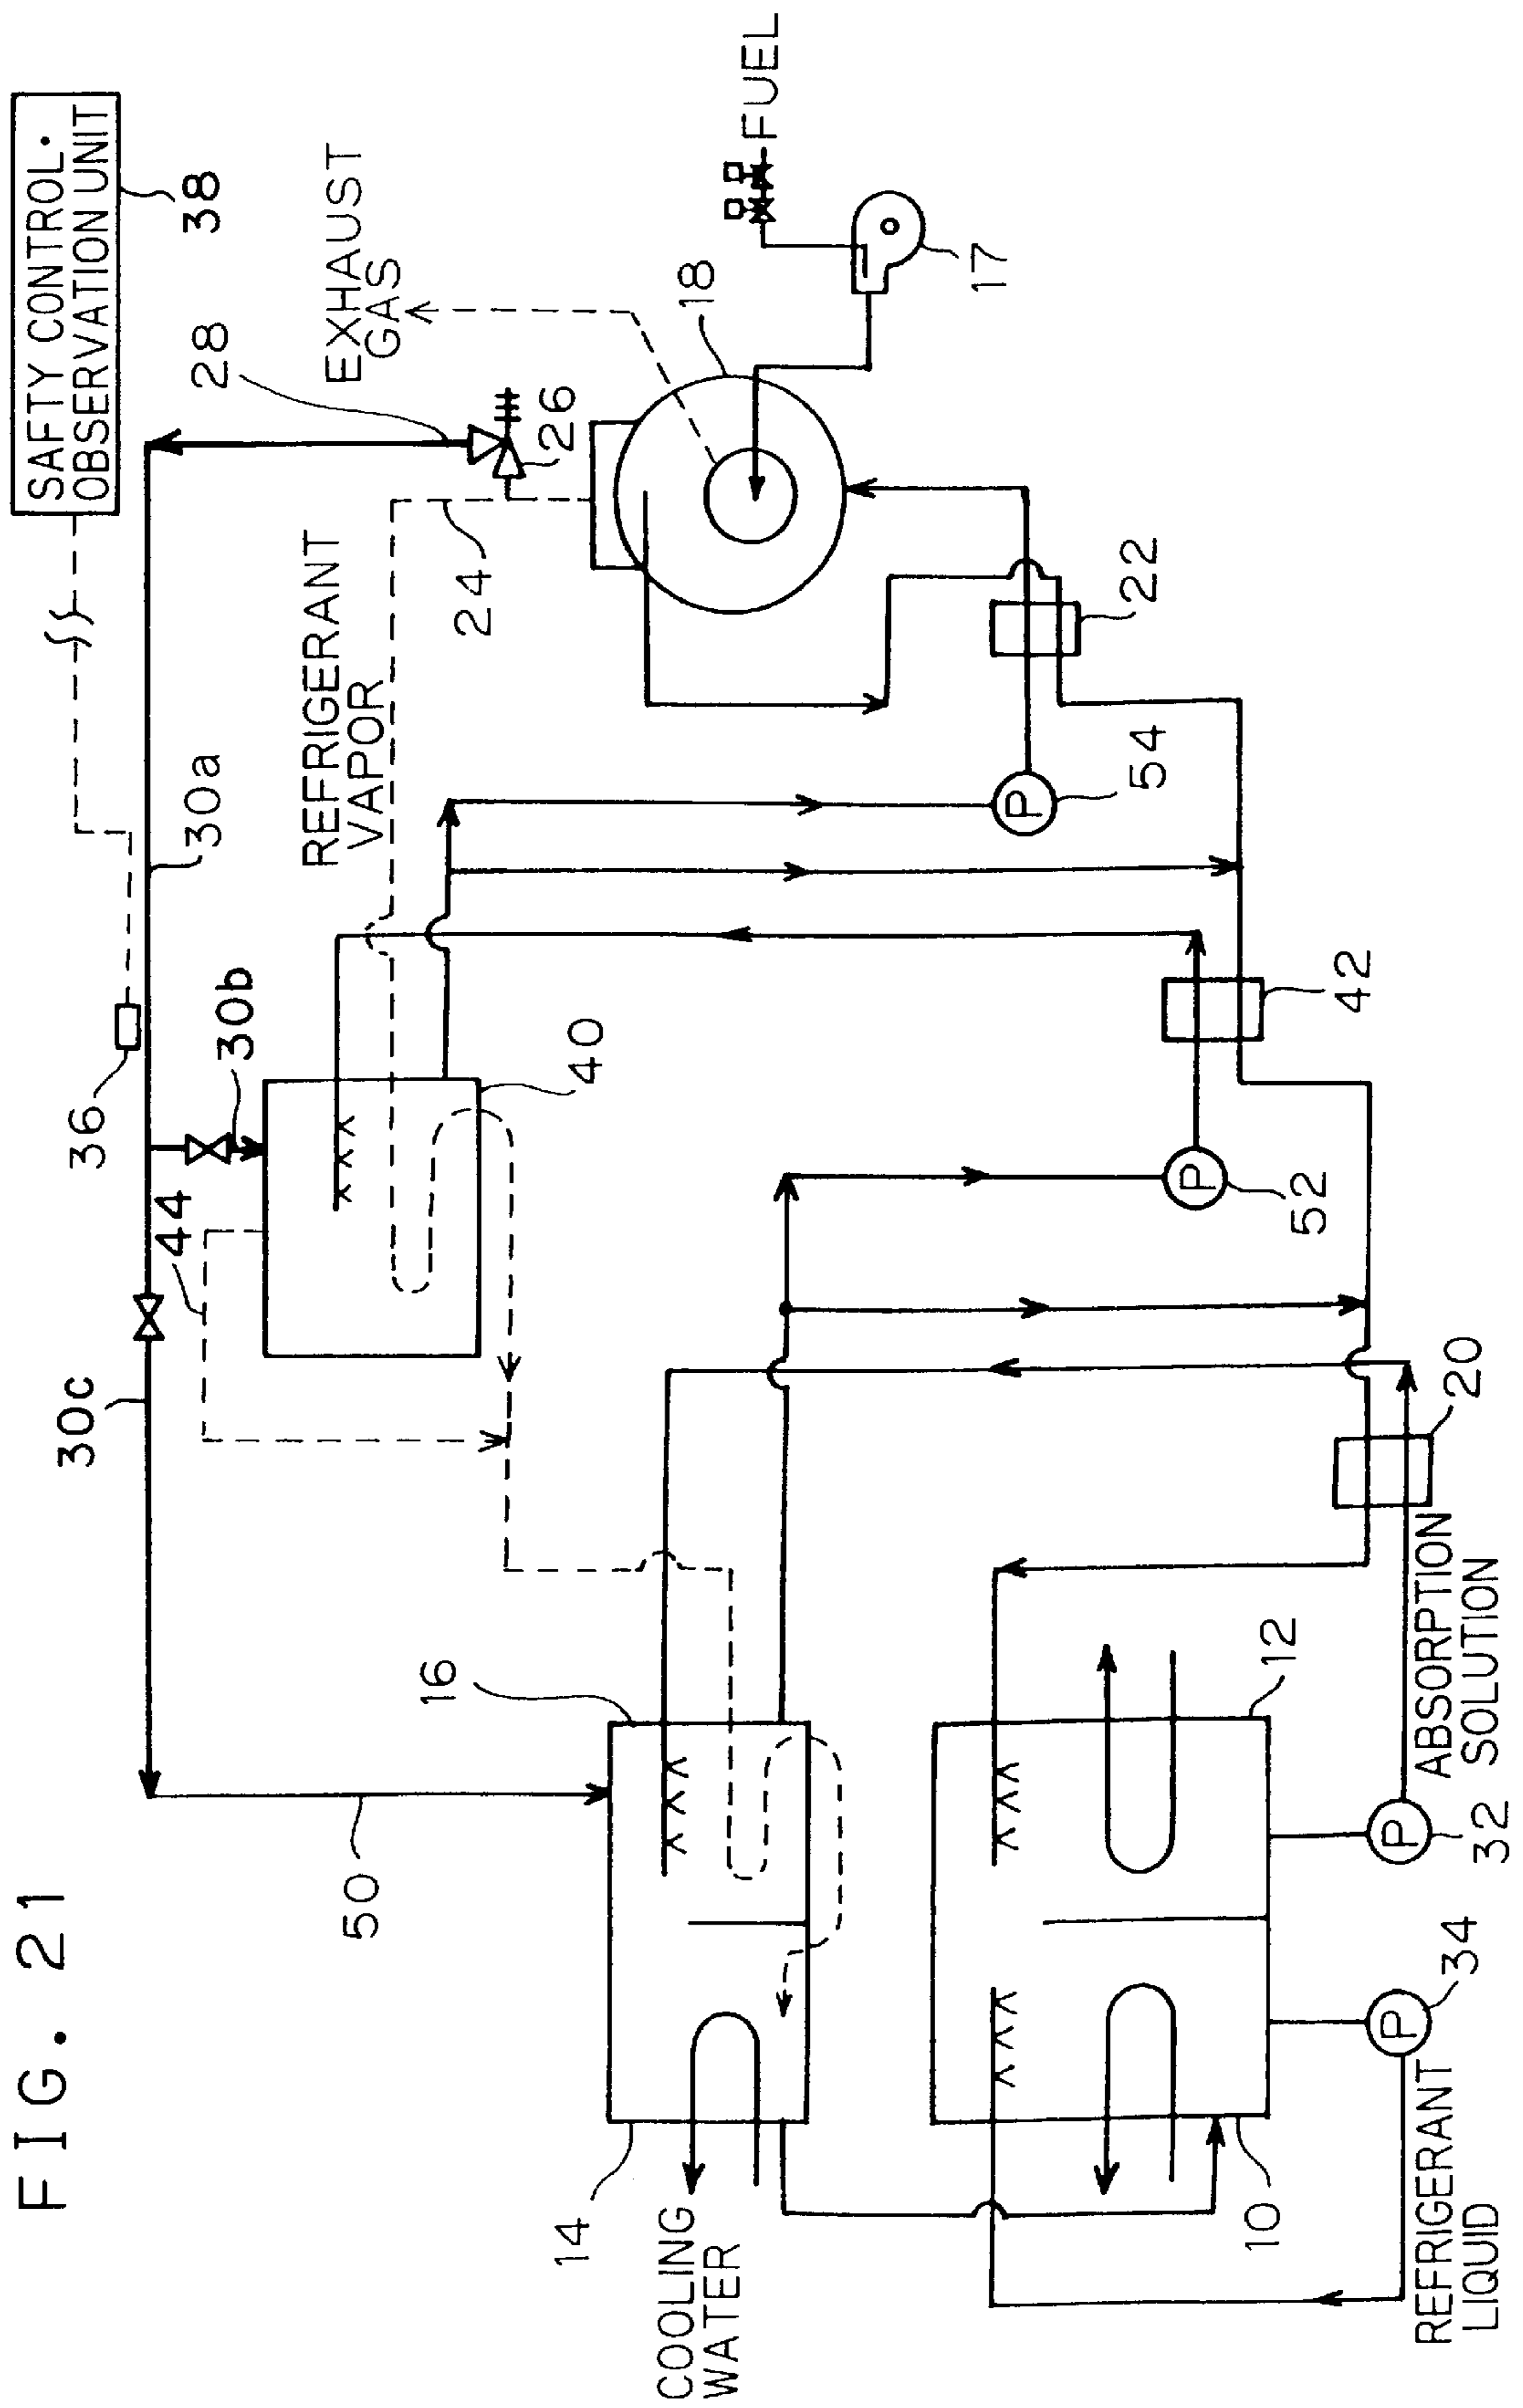 FIG. 21
SAFTY CONTROL·
OBSERVATION UNIT
38
30c
44
36
30b
30a
28
EXHAUST
GAS
FUEL
50
40
REFRIGERANT
VAPOR
24
26
18
17
16
14
COOLING
WATER
54
22
52
42
20
12
10
ABSORPTION
SOLUTION
32
34
REFRIGERANT
LIQUID
P
P
P
P